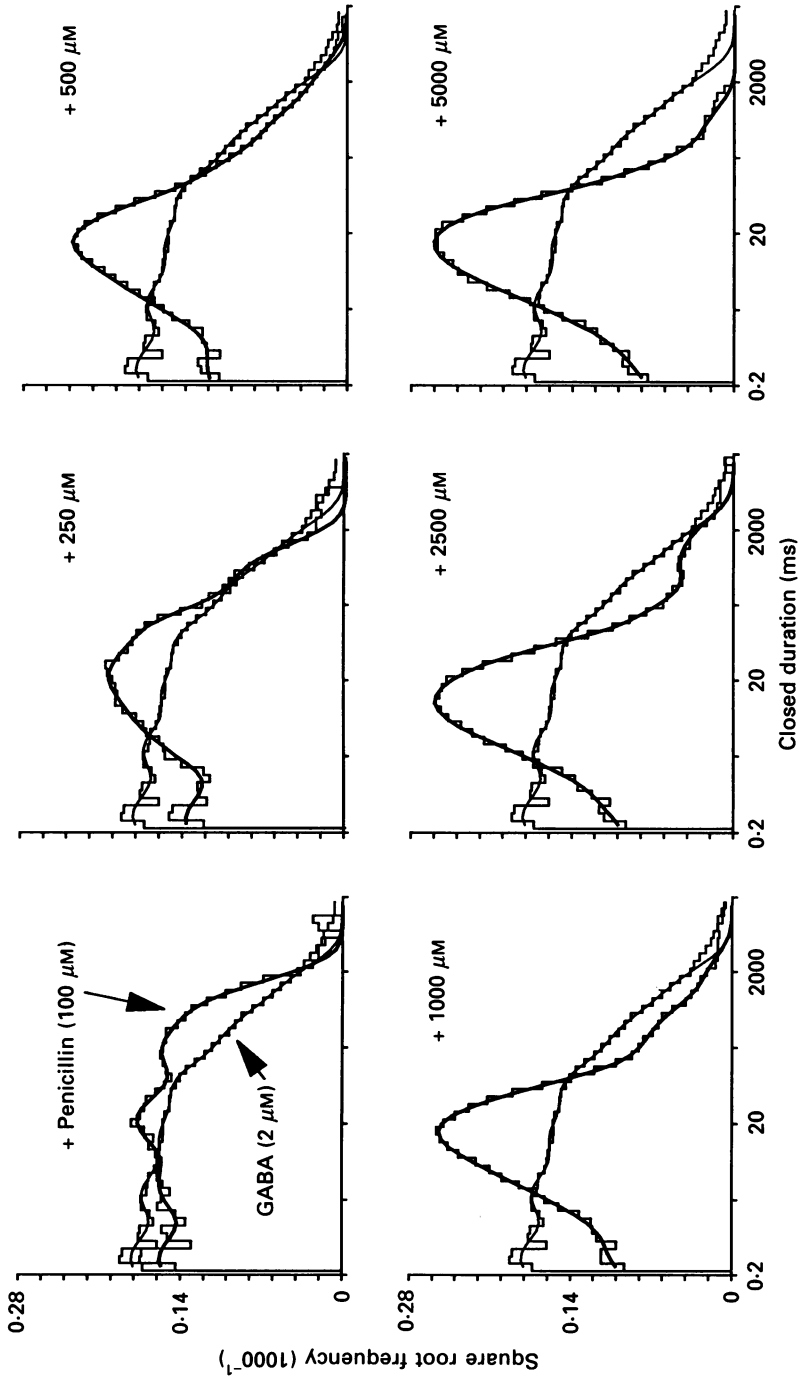 Square root frequency (1000⁻¹)
0·28
0·14
0
+ Penicillin (100 μM)
GABA (2 μM)
+ 250 μM
+ 500 μM
0·28
0·14
0
+ 1000 μM
+ 2500 μM
+ 5000 μM
0·2
20
2000
0·2
20
2000
0·2
20
2000
Closed duration (ms)